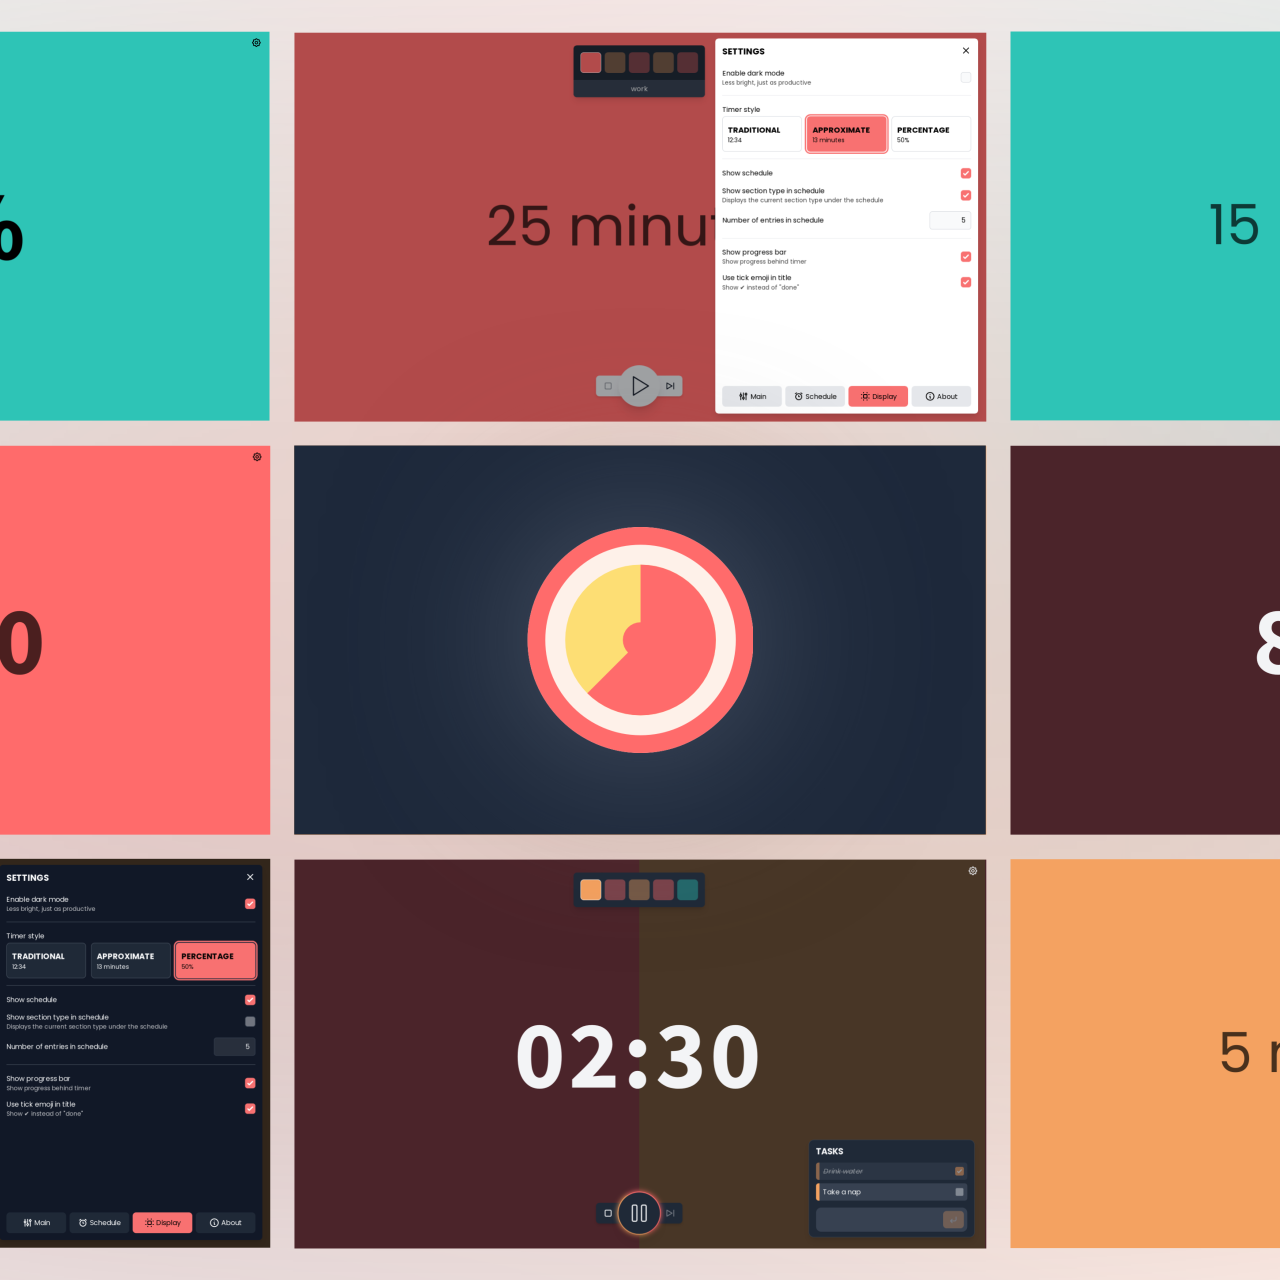 %
work
25 minut
SETTINGS
Enable dark mode
Less bright, just as productive
Timer style
TRADITIONAL
12:34
APPROXIMATE
13 minutes
PERCENTAGE
50%
Show schedule
Show section type in schedule
Displays the current section type under the schedule
Number of entries in schedule
5
Show progress bar
Show progress behind timer
Use tick emoji in title
Show ✔ instead of "done"
Main
Schedule
Display
About
15
0
8
SETTINGS
Enable dark mode
Less bright, just as productive
Timer style
TRADITIONAL
12:34
APPROXIMATE
13 minutes
PERCENTAGE
50%
Show schedule
Show section type in schedule
Displays the current section type under the schedule
Number of entries in schedule
5
Show progress bar
Show progress behind timer
Use tick emoji in title
Show ✔ instead of "done"
Main
Schedule
Display
About
02:30
TASKS
Drink water
Take a nap
5